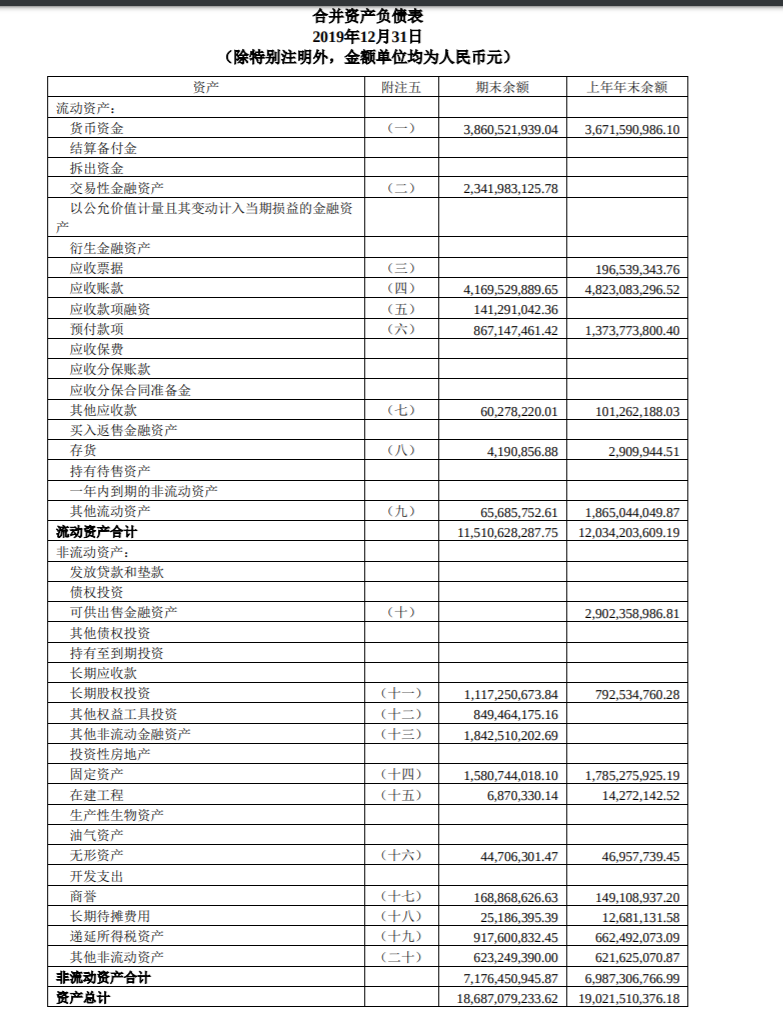 合并资产负债表
2019年12月31日
（除特别注明外，金额单位均为人民币元）
资产 附注五 期末余额 上年年末余额
流动资产：
货币资金 （一） 3,860,521,939.04 3,671,590,986.10
结算备付金
拆出资金
交易性金融资产 （二） 2,341,983,125.78
以公允价值计量且其变动计入当期损益的金融资
产
衍生金融资产
应收票据 （三） 196,539,343.76
应收账款 （四） 4,169,529,889.65 4,823,083,296.52
应收款项融资 （五） 141,291,042.36
预付款项 （六） 867,147,461.42 1,373,773,800.40
应收保费
应收分保账款
应收分保合同准备金
其他应收款 （七） 60,278,220.01 101,262,188.03
买入返售金融资产
存货 （八） 4,190,856.88 2,909,944.51
持有待售资产
一年内到期的非流动资产
其他流动资产 （九） 65,685,752.61 1,865,044,049.87
流动资产合计 11,510,628,287.75 12,034,203,609.19
非流动资产：
发放贷款和垫款
债权投资
可供出售金融资产 （十） 2,902,358,986.81
其他债权投资
持有至到期投资
长期应收款
长期股权投资 （十一） 1,117,250,673.84 792,534,760.28
其他权益工具投资 （十二） 849,464,175.16
其他非流动金融资产 （十三） 1,842,510,202.69
投资性房地产
固定资产 （十四） 1,580,744,018.10 1,785,275,925.19
在建工程 （十五） 6,870,330.14 14,272,142.52
生产性生物资产
油气资产
无形资产 （十六） 44,706,301.47 46,957,739.45
开发支出
商誉 （十七） 168,868,626.63 149,108,937.20
长期待摊费用 （十八） 25,186,395.39 12,681,131.58
递延所得税资产 （十九） 917,600,832.45 662,492,073.09
其他非流动资产 （二十） 623,249,390.00 621,625,070.87
非流动资产合计 7,176,450,945.87 6,987,306,766.99
资产总计 18,687,079,233.62 19,021,510,376.18